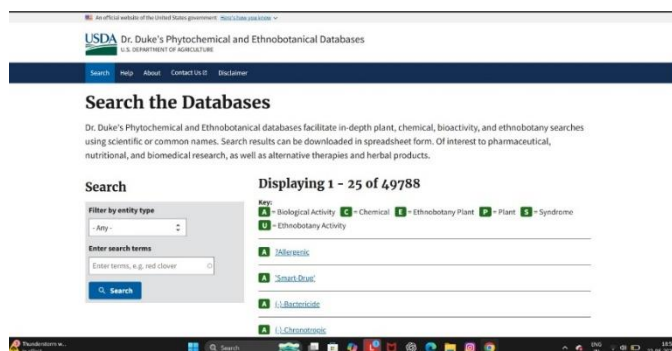 An official website of the United States government Here's how you know
USDA Dr. Duke's Phytochemical and Ethnobotanical Databases
U.S. DEPARTMENT OF AGRICULTURE
Search Help About Contact Us Disclaimer
Search the Databases
Dr. Duke's Phytochemical and Ethnobotanical databases facilitate in-depth plant, chemical, bioactivity, and ethnobotany searches
using scientific or common names. Search results can be downloaded in spreadsheet form. Of interest to pharmaceutical,
nutritional, and biomedical research, as well as alternative therapies and herbal products.
Search
Filter by entity type
- Any -
Enter search terms
Enter terms, e.g. red clover
Search
Displaying 1 - 25 of 49788
Key:
A = Biological Activity C = Chemical E = Ethnobotany Plant P = Plant S = Syndrome
U = Ethnobotany Activity
A ?Allergenic
A 'Smart-Drug'
A (-)-Bactericide
A (-)-Chronotropic
Thunderstorm w...
In effect
Search
ENG
IN